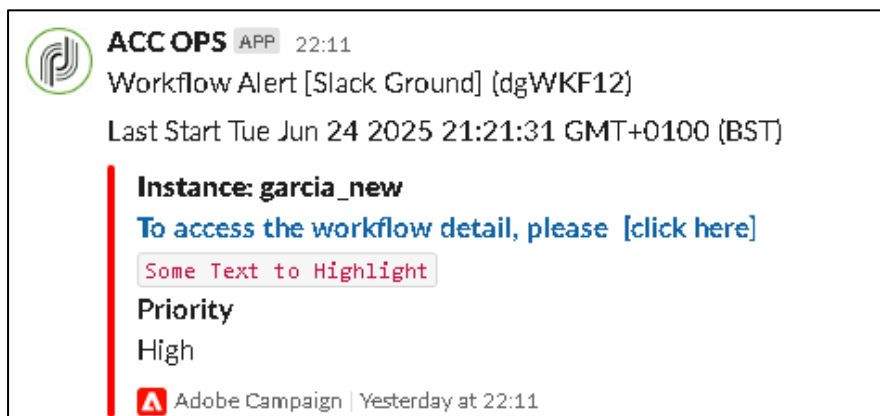 ACC OPS APP 22:11
Workflow Alert [Slack Ground] (dgWKF12)
Last Start Tue Jun 24 2025 21:21:31 GMT+0100 (BST)
Instance: garcia_new
To access the workflow detail, please [click here]
Some Text to Highlight
Priority
High
Adobe Campaign | Yesterday at 22:11